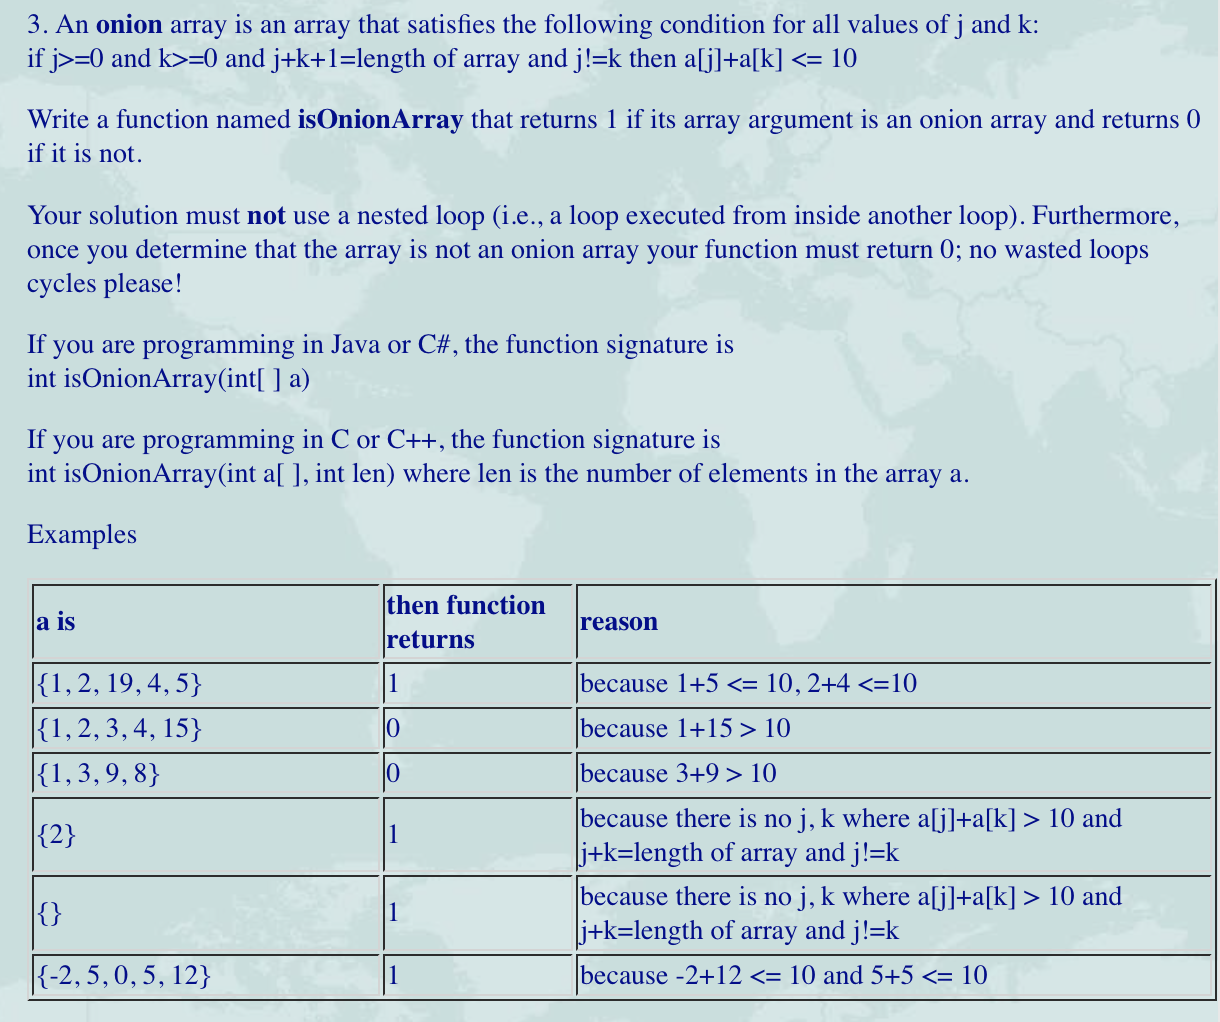 3. An onion array is an array that satisfies the following condition for all values of j and k:
if j>=0 and k>=0 and j+k+1=length of array and j!=k then a[j]+a[k] <= 10
Write a function named isOnionArray that returns 1 if its array argument is an onion array and returns 0
if it is not.
Your solution must not use a nested loop (i.e., a loop executed from inside another loop). Furthermore,
once you determine that the array is not an onion array your function must return 0; no wasted loops
cycles please!
If you are programming in Java or C#, the function signature is
int isOnionArray(int[ ] a)
If you are programming in C or C++, the function signature is
int isOnionArray(int a[ ], int len) where len is the number of elements in the array a.
Examples
a is then function returns reason
{1, 2, 19, 4, 5} 1 because 1+5 <= 10, 2+4 <=10
{1, 2, 3, 4, 15} 0 because 1+15 > 10
{1, 3, 9, 8} 0 because 3+9 > 10
{2} 1 because there is no j, k where a[j]+a[k] > 10 and
j+k=length of array and j!=k
{} 1 because there is no j, k where a[j]+a[k] > 10 and
j+k=length of array and j!=k
{-2, 5, 0, 5, 12} 1 because -2+12 <= 10 and 5+5 <= 10